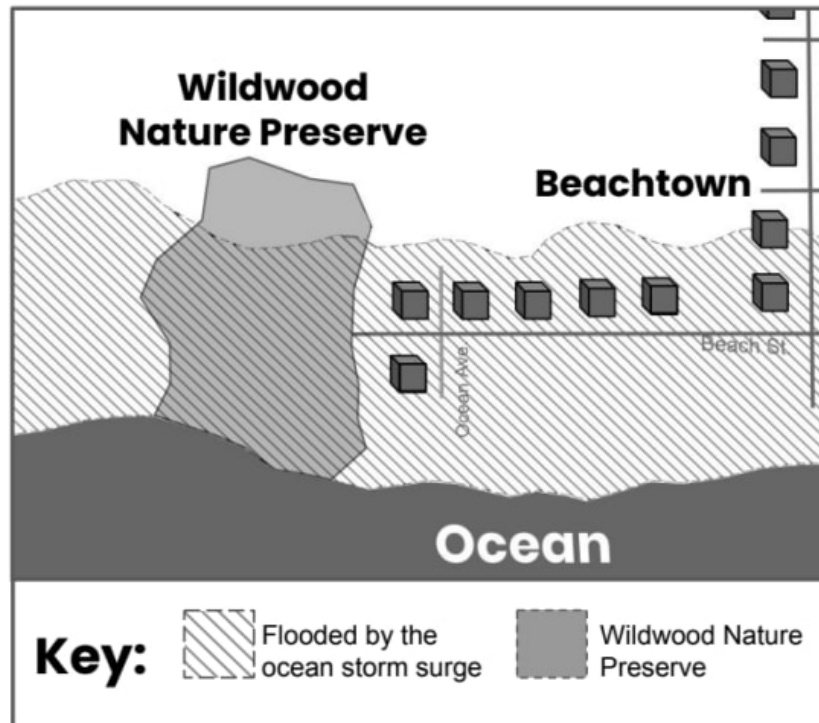 Wildwood
Nature Preserve
Beachtown
Beach St.
Ocean Ave.
Ocean
Key:
Flooded by the
ocean storm surge
Wildwood Nature
Preserve